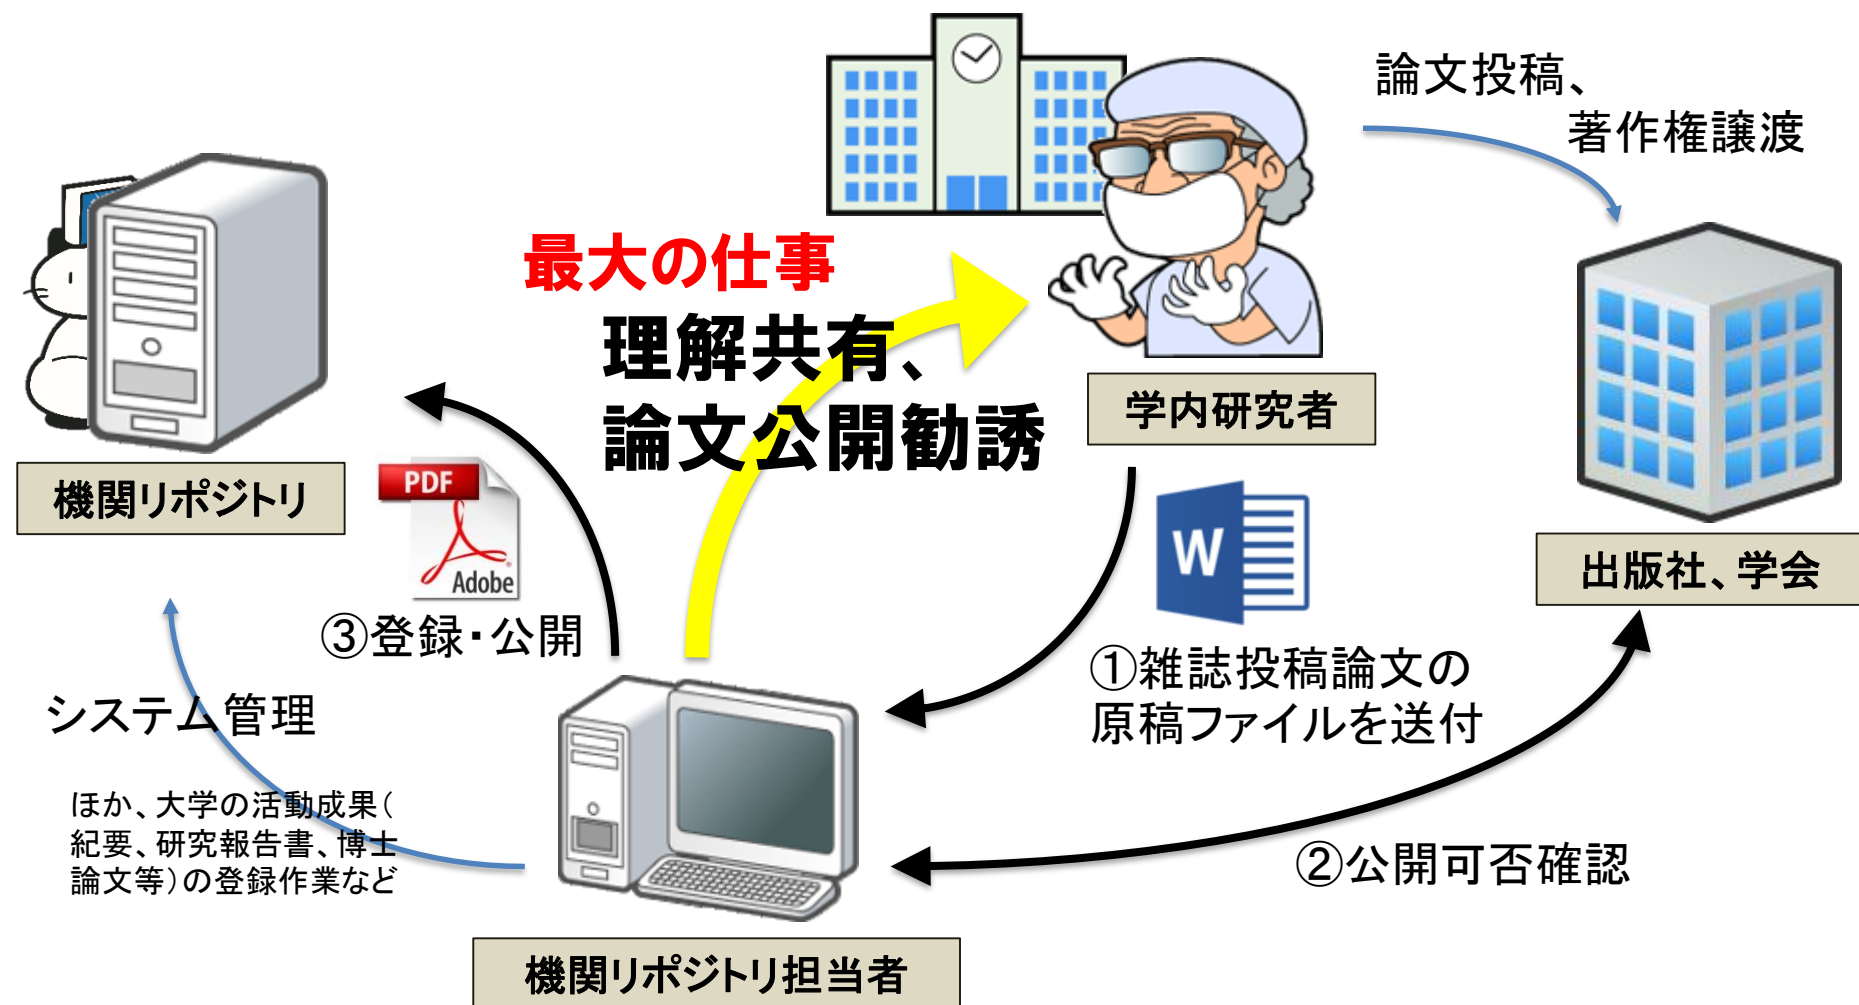 論文投稿、
著作権譲渡
最大の仕事
理解共有、
論文公開勧誘
学内研究者
機関リポジトリ
PDF
Adobe
W
出版社、学会
③登録・公開
①雑誌投稿論文の
原稿ファイルを送付
システム管理
ほか、大学の活動成果(
紀要、研究報告書、博士
論文等)の登録作業など
②公開可否確認
機関リポジトリ担当者